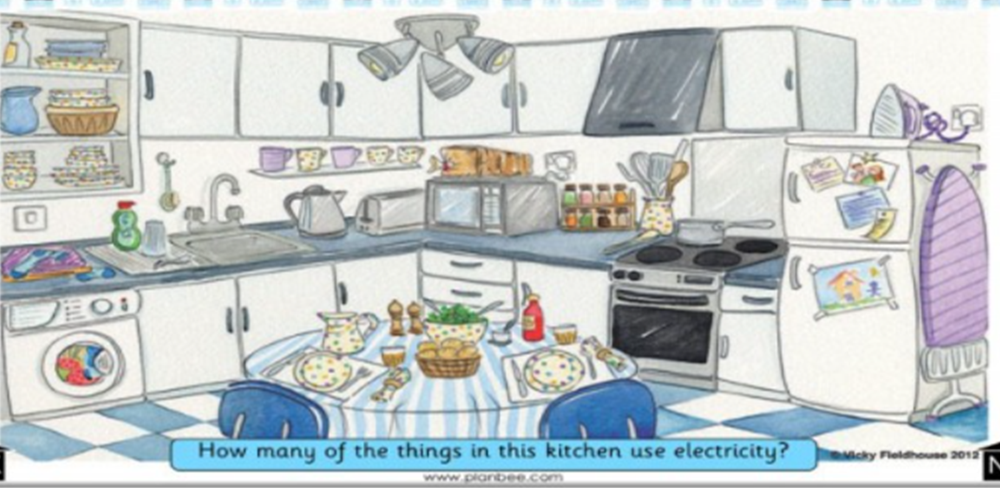 How many of the things in this kitchen use electricity?
© Vicky Fieldhouse 2012
www.planbee.com